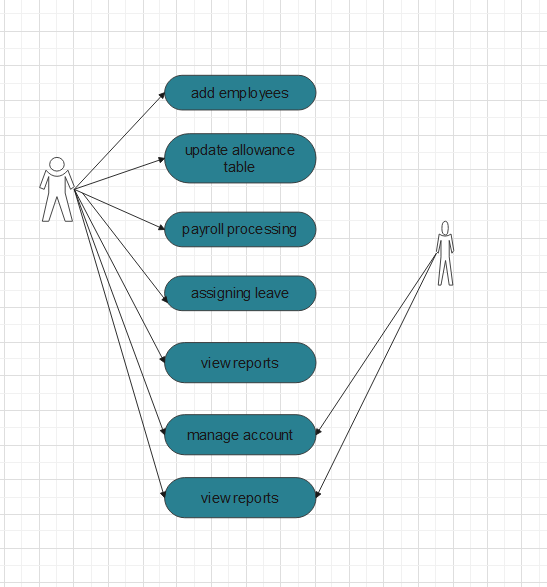 add employees
update allowance
table
payroll processing
assigning leave
view reports
manage account
view reports